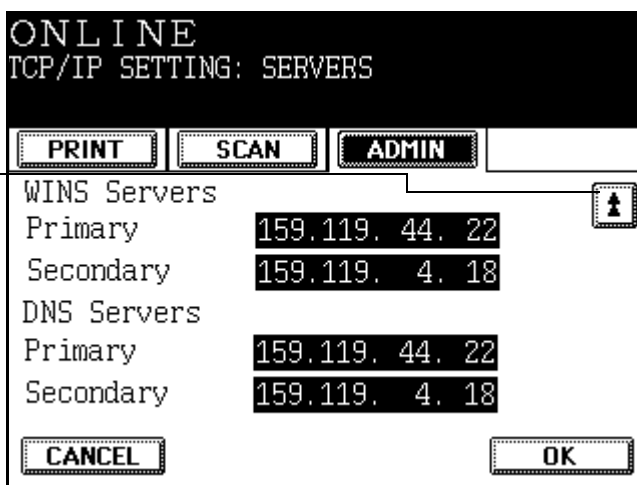 ONLINE
TCP/IP SETTING: SERVERS
PRINT SCAN ADMIN
WINS Servers
Primary 159.119. 44. 22
Secondary 159.119. 4. 18
DNS Servers
Primary 159.119. 44. 22
Secondary 159.119. 4. 18
CANCEL OK